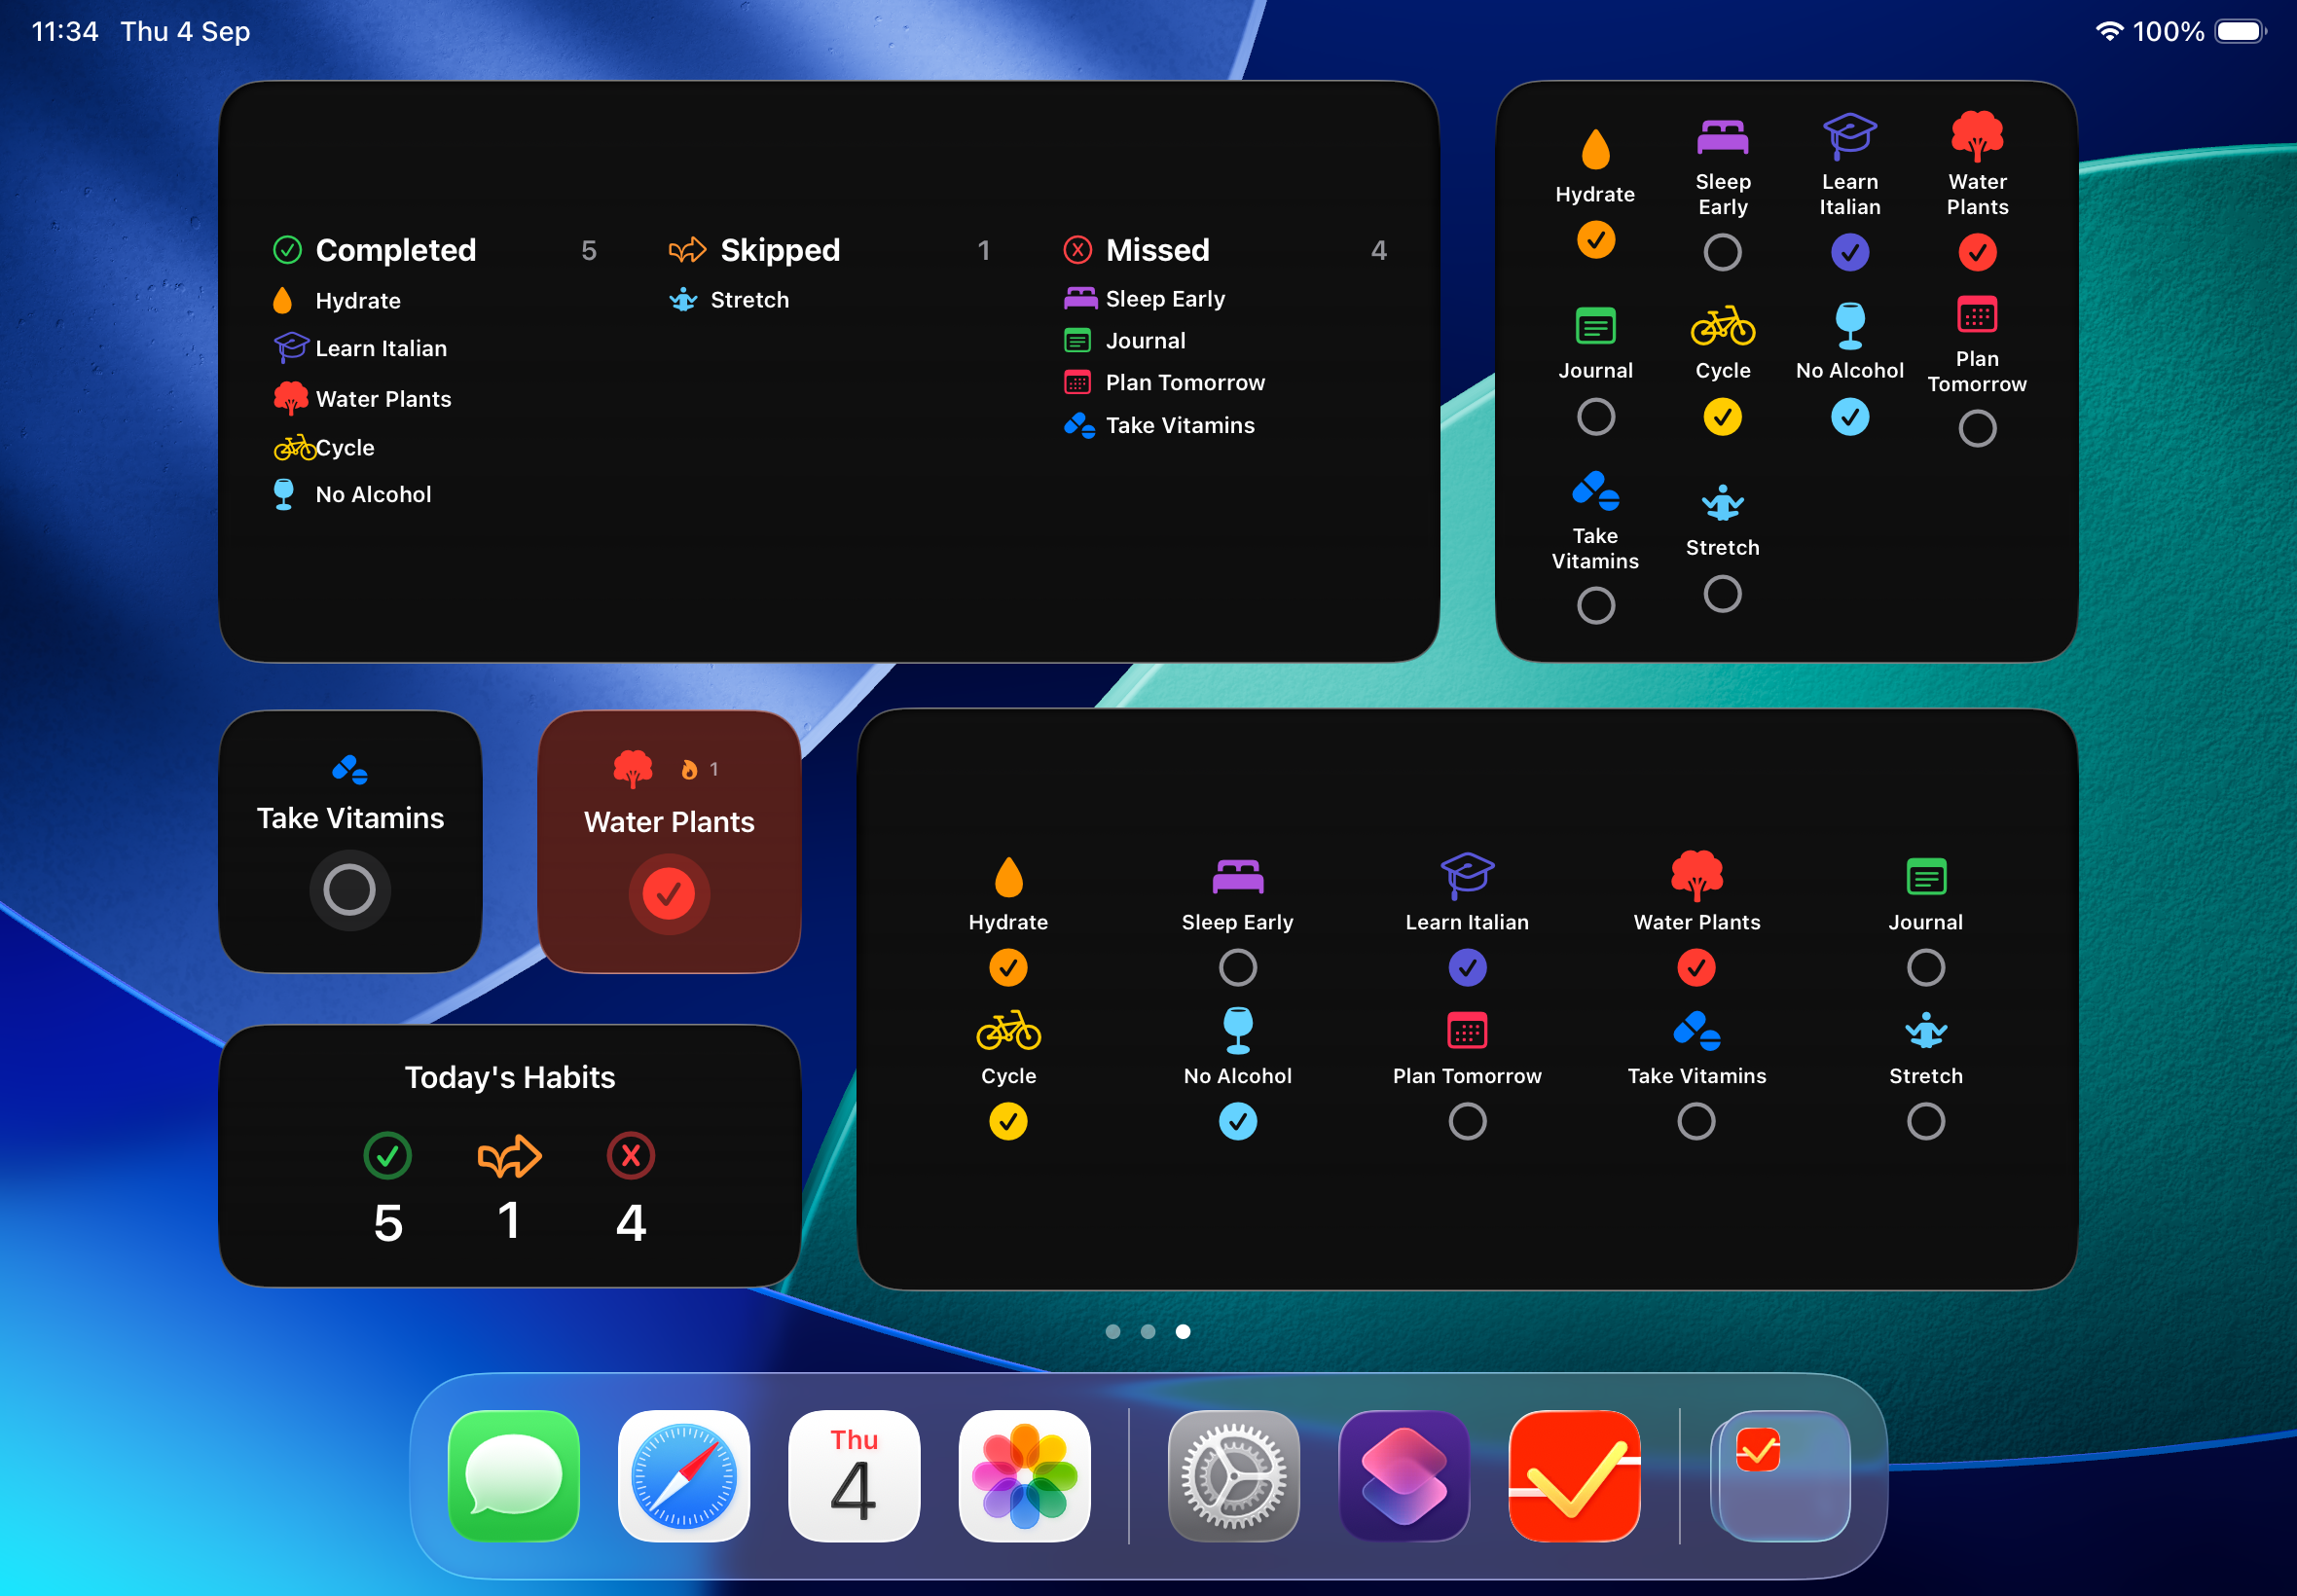 11:34 Thu 4 Sep
100%
Completed 5
Hydrate
Learn Italian
Water Plants
Cycle
No Alcohol
Skipped 1
Stretch
Missed 4
Sleep Early
Journal
Plan Tomorrow
Take Vitamins
Hydrate
Sleep
Early
Learn
Italian
Water
Plants
Journal
Cycle
No Alcohol
Plan
Tomorrow
Take
Vitamins
Stretch
Take Vitamins
1
Water Plants
Today's Habits
5 1 4
Hydrate Sleep Early Learn Italian Water Plants Journal
Cycle No Alcohol Plan Tomorrow Take Vitamins Stretch
Thu
4